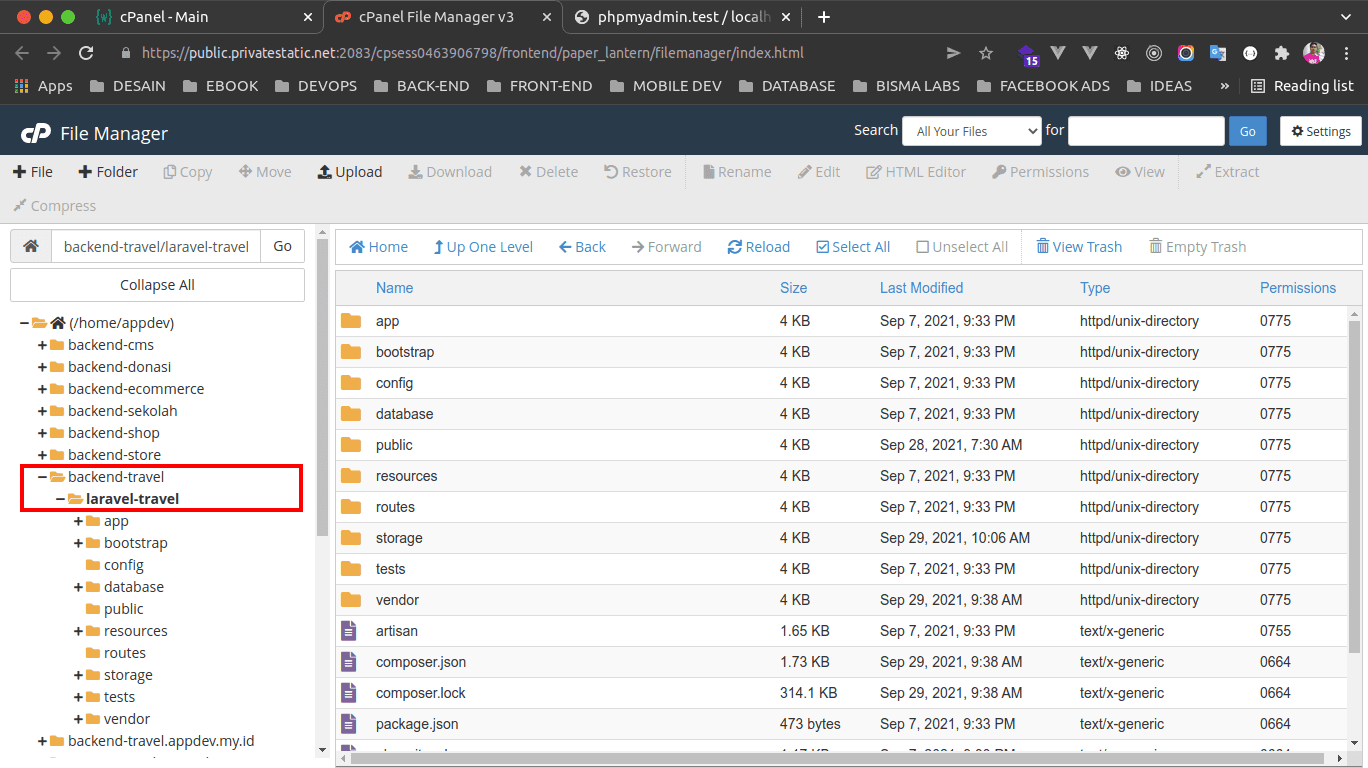 cPanel - Main
cPanel File Manager v3
phpmyadmin.test / localh
https://public.privatestatic.net:2083/cpsess0463906798/frontend/paper_lantern/filemanager/index.html
15
Apps DESAIN EBOOK DEVOPS BACK-END FRONT-END MOBILE DEV DATABASE BISMA LABS FACEBOOK ADS IDEAS » Reading list
cP File Manager
Search All Your Files for Go Settings
File Folder Copy Move Upload Download Delete Restore Rename Edit HTML Editor Permissions View Extract
Compress
backend-travel/laravel-travel Go
Collapse All
(/home/appdev)
backend-cms
backend-donasi
backend-ecommerce
backend-sekolah
backend-shop
backend-store
backend-travel
laravel-travel
app
bootstrap
config
database
public
resources
routes
storage
tests
vendor
backend-travel.appdev.my.id
Home Up One Level Back Forward Reload Select All Unselect All View Trash Empty Trash
Name Size Last Modified Type Permissions
app 4 KB Sep 7, 2021, 9:33 PM httpd/unix-directory 0775
bootstrap 4 KB Sep 7, 2021, 9:33 PM httpd/unix-directory 0775
config 4 KB Sep 7, 2021, 9:33 PM httpd/unix-directory 0775
database 4 KB Sep 7, 2021, 9:33 PM httpd/unix-directory 0775
public 4 KB Sep 28, 2021, 7:30 AM httpd/unix-directory 0775
resources 4 KB Sep 7, 2021, 9:33 PM httpd/unix-directory 0775
routes 4 KB Sep 7, 2021, 9:33 PM httpd/unix-directory 0775
storage 4 KB Sep 29, 2021, 10:06 AM httpd/unix-directory 0775
tests 4 KB Sep 7, 2021, 9:33 PM httpd/unix-directory 0775
vendor 4 KB Sep 29, 2021, 9:38 AM httpd/unix-directory 0775
artisan 1.65 KB Sep 7, 2021, 9:33 PM text/x-generic 0755
composer.json 1.73 KB Sep 29, 2021, 9:38 AM text/x-generic 0664
composer.lock 314.1 KB Sep 29, 2021, 9:38 AM text/x-generic 0664
package.json 473 bytes Sep 7, 2021, 9:33 PM text/x-generic 0664